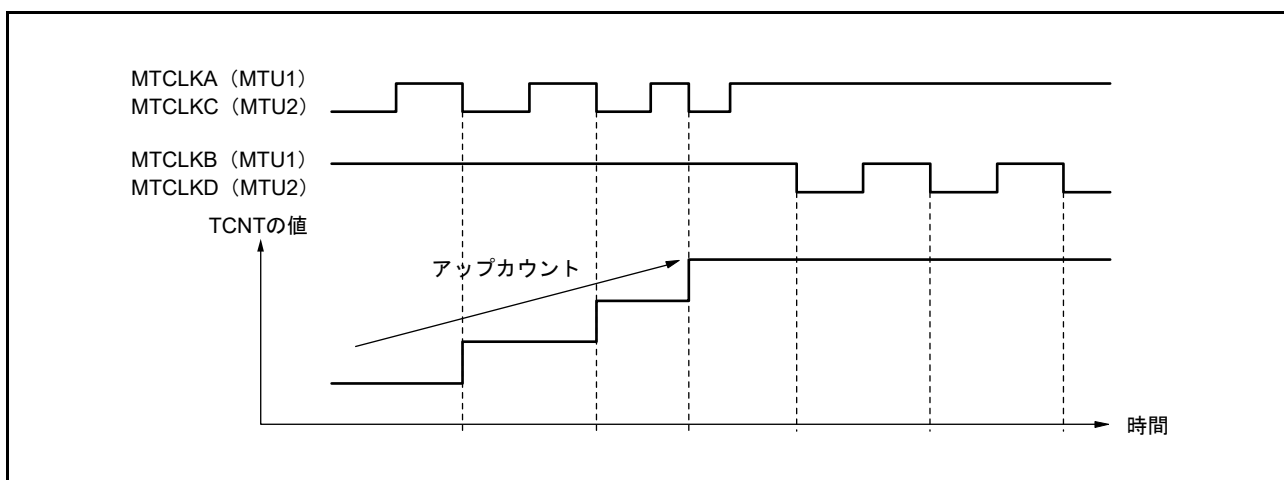 MTCLKA（MTU1）
MTCLKC（MTU2）
MTCLKB（MTU1）
MTCLKD（MTU2）
TCNTの値
アップカウント
時間